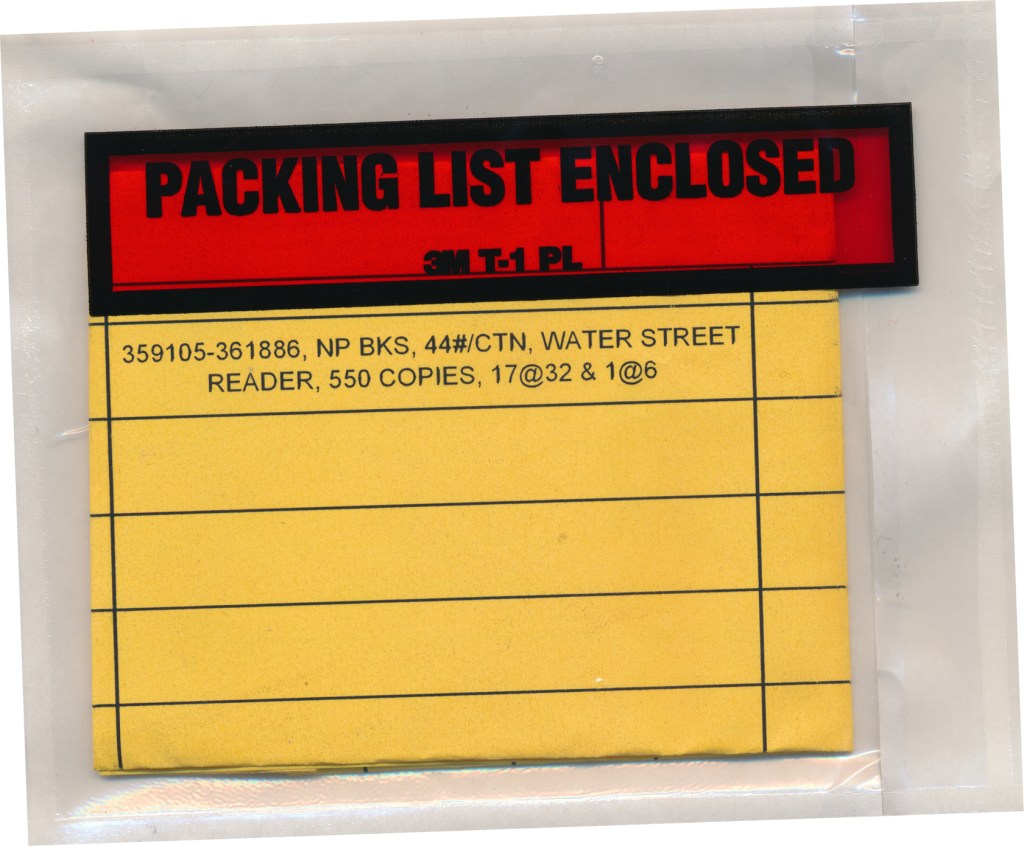 PACKING LIST ENCLOSED
3M T-1 PL
359105-361886, NP BKS, 44#/CTN, WATER STREET
READER, 550 COPIES, 17@32 & 1@6